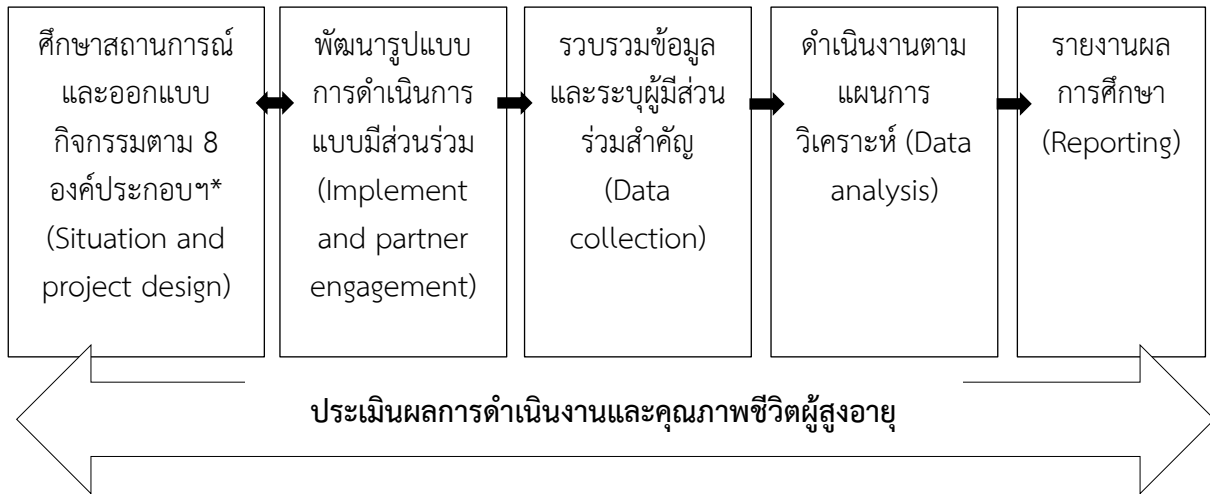 ศึกษาสถานการณ์
และออกแบบ
กิจกรรมตาม 8
องค์ประกอบฯ*
(Situation and
project design)
พัฒนารูปแบบ
การดำเนินการ
แบบมีส่วนร่วม
(Implement
and partner
engagement)
รวบรวมข้อมูล
และระบุผู้มีส่วน
ร่วมสำคัญ
(Data
collection)
ดำเนินงานตาม
แผนการ
วิเคราะห์ (Data
analysis)
รายงานผล
การศึกษา
(Reporting)
ประเมินผลการดำเนินงานและคุณภาพชีวิตผู้สูงอายุ